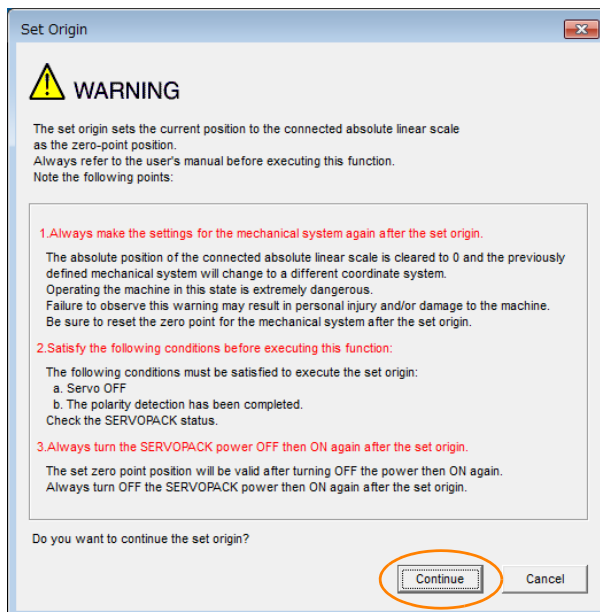 Set Origin
WARNING
The set origin sets the current position to the connected absolute linear scale
as the zero-point position.
Always refer to the user's manual before executing this function.
Note the following points:
1.Always make the settings for the mechanical system again after the set origin.
The absolute position of the connected absolute linear scale is cleared to 0 and the previously
defined mechanical system will change to a different coordinate system.
Operating the machine in this state is extremely dangerous.
Failure to observe this warning may result in personal injury and/or damage to the machine.
Be sure to reset the zero point for the mechanical system after the set origin.
2.Satisfy the following conditions before executing this function:
The following conditions must be satisfied to execute the set origin:
a. Servo OFF
b. The polarity detection has been completed.
Check the SERVOPACK status.
3.Always turn the SERVOPACK power OFF then ON again after the set origin.
The set zero point position will be valid after turning OFF the power then ON again.
Always turn OFF the SERVOPACK power then ON again after the set origin.
Do you want to continue the set origin?
Continue Cancel